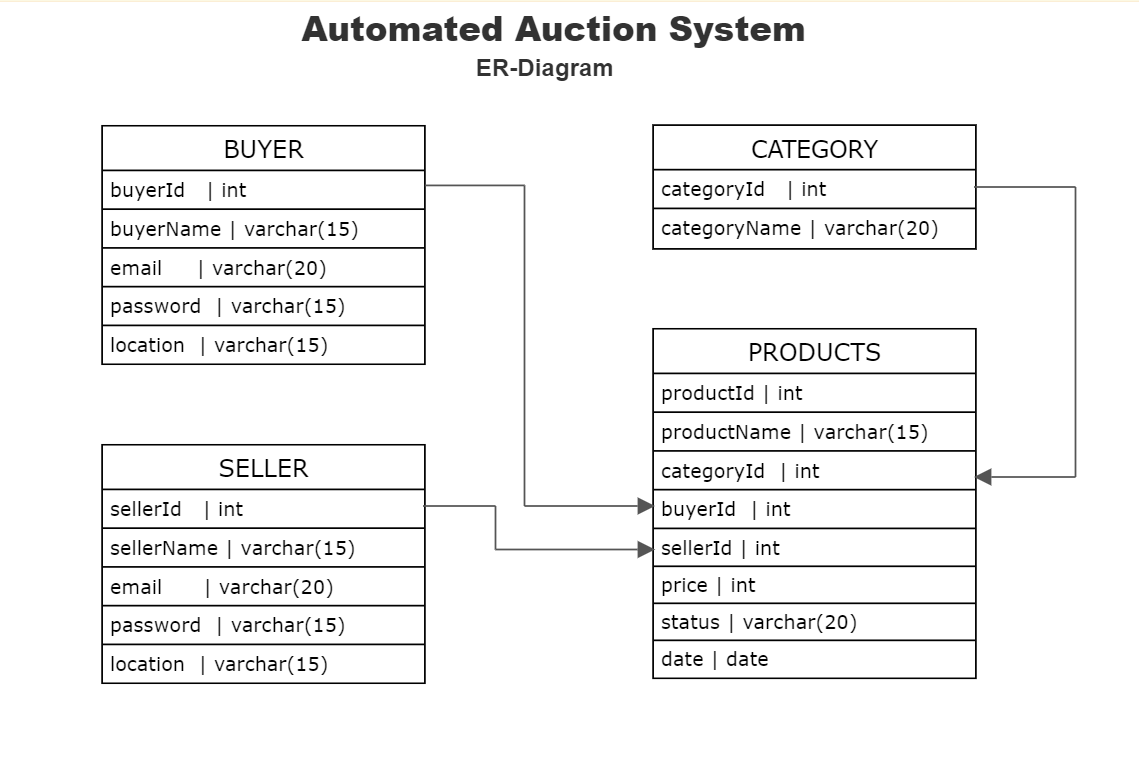 Automated Auction System
ER-Diagram
BUYER
buyerId | int
buyerName | varchar(15)
email | varchar(20)
password | varchar(15)
location | varchar(15)
SELLER
sellerId | int
sellerName | varchar(15)
email | varchar(20)
password | varchar(15)
location | varchar(15)
CATEGORY
categoryId | int
categoryName | varchar(20)
PRODUCTS
productId | int
productName | varchar(15)
categoryId | int
buyerId | int
sellerId | int
price | int
status | varchar(20)
date | date